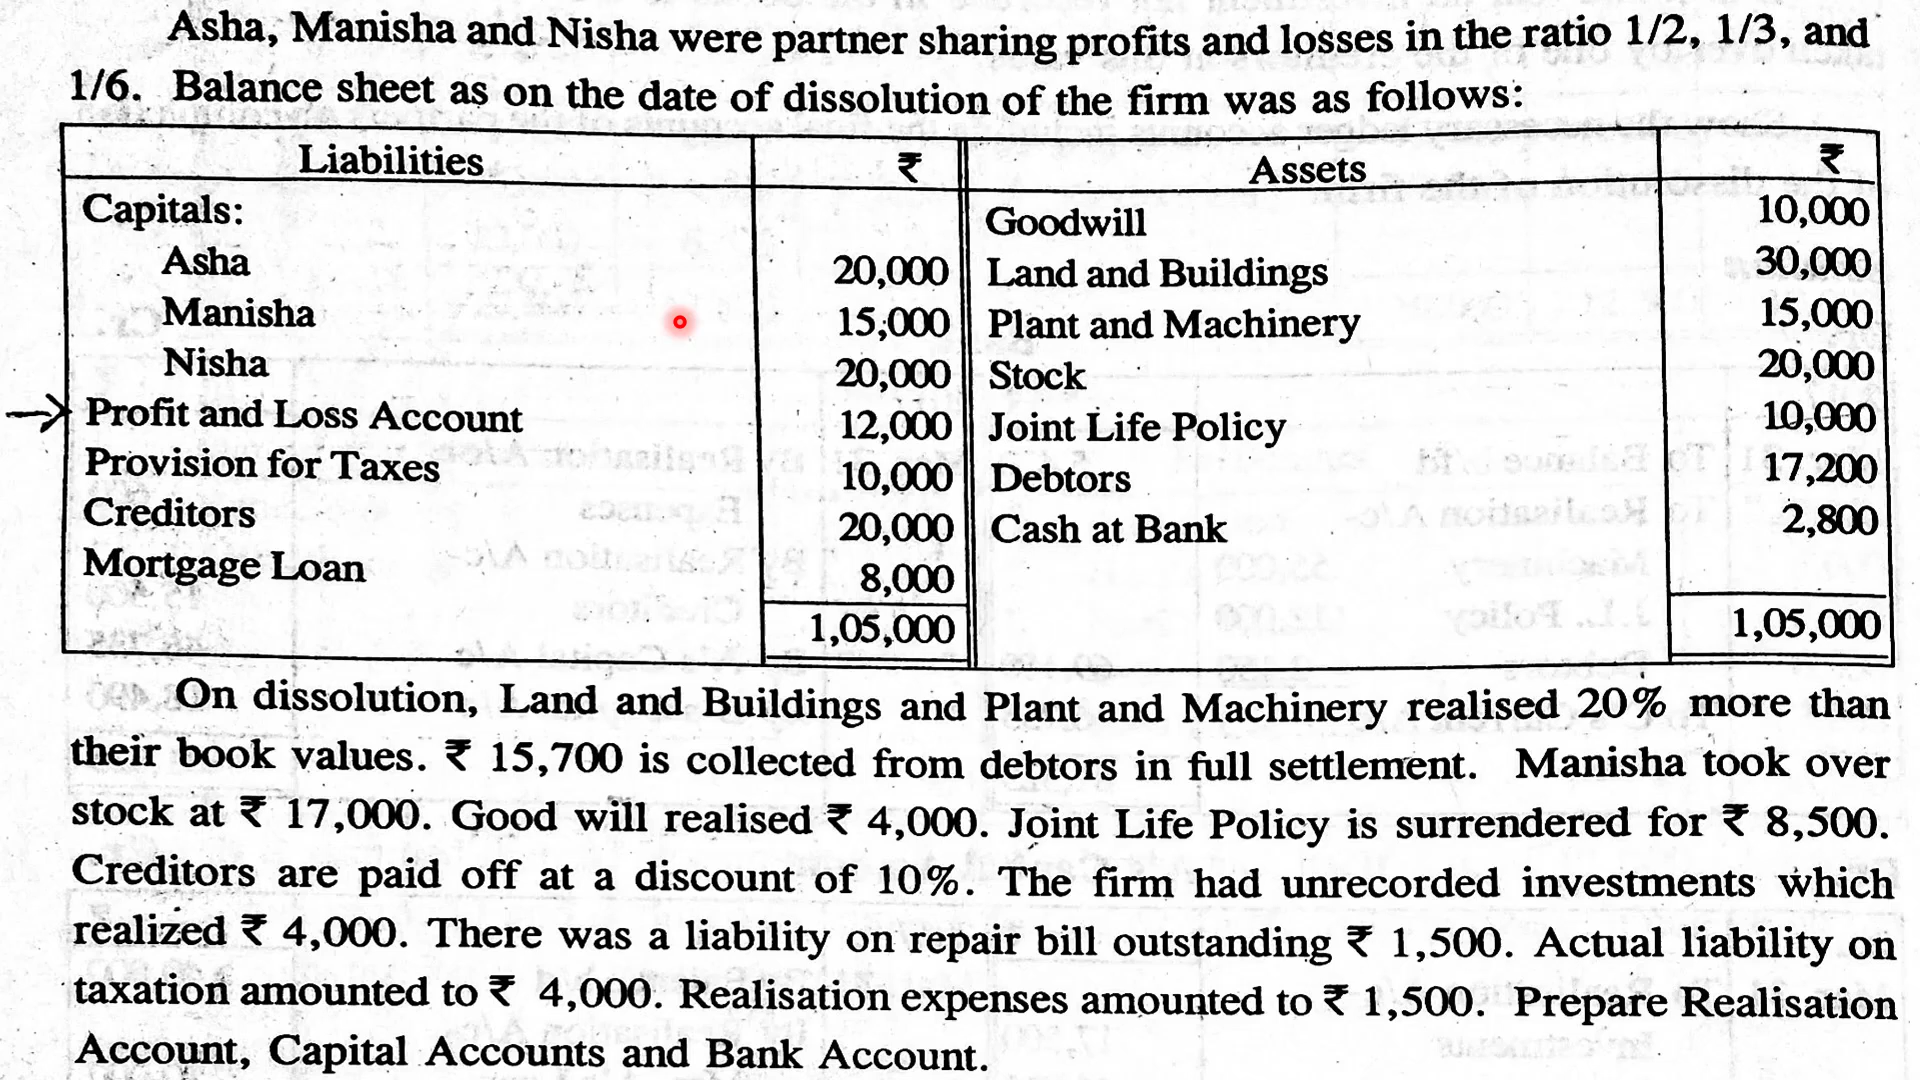 Asha, Manisha and Nisha were partner sharing profits and losses in the ratio 1/2, 1/3, and
1/6. Balance sheet as on the date of dissolution of the firm was as follows:
Liabilities ₹ Assets ₹
Capitals: Goodwill 10,000
Asha 20,000 Land and Buildings 30,000
Manisha 15,000 Plant and Machinery 15,000
Nisha 20,000 Stock 20,000
Profit and Loss Account 12,000 Joint Life Policy 10,000
Provision for Taxes 10,000 Debtors 17,200
Creditors 20,000 Cash at Bank 2,800
Mortgage Loan 8,000
1,05,000 1,05,000
On dissolution, Land and Buildings and Plant and Machinery realised 20% more than
their book values. ₹ 15,700 is collected from debtors in full settlement. Manisha took over
stock at ₹ 17,000. Good will realised ₹ 4,000. Joint Life Policy is surrendered for ₹ 8,500.
Creditors are paid off at a discount of 10%. The firm had unrecorded investments which
realized ₹ 4,000. There was a liability on repair bill outstanding ₹ 1,500. Actual liability on
taxation amounted to ₹ 4,000. Realisation expenses amounted to ₹ 1,500. Prepare Realisation
Account, Capital Accounts and Bank Account.